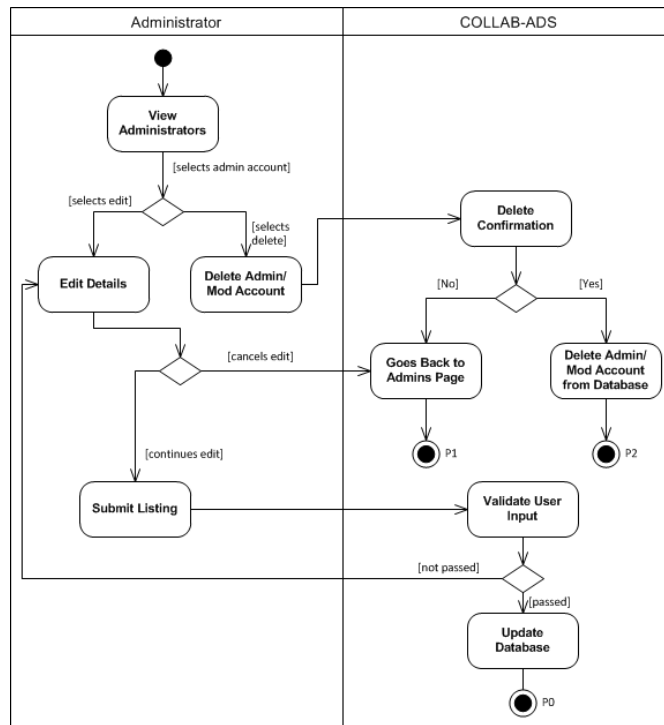 Administrator
COLLAB-ADS
View
Administrators
[selects admin account]
[selects edit]
[selects
delete]
Delete
Confirmation
Edit Details
Delete Admin/
Mod Account
[No]
[Yes]
[cancels edit]
Goes Back to
Admins Page
Delete Admin/
Mod Account
from Database
[continues edit]
P1
P2
Submit Listing
Validate User
Input
[not passed]
[passed]
Update
Database
P0